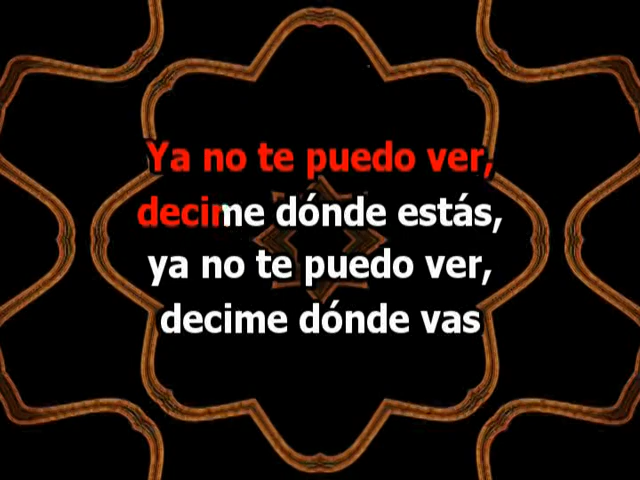 Ya no te puedo ver,
decime dónde estás,
ya no te puedo ver,
decime dónde vas